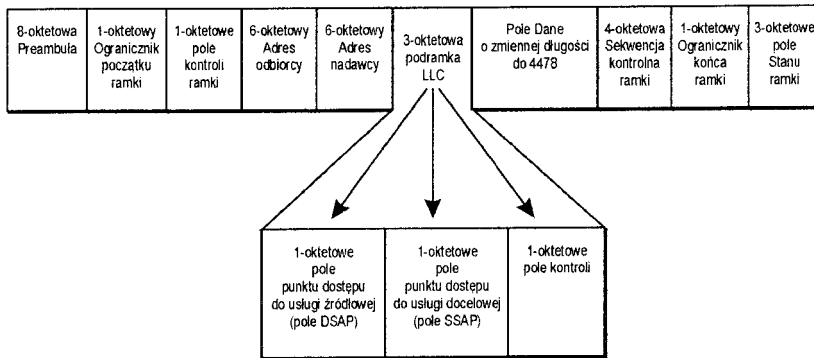 8-oktetowa
Preambuła
1-oktetowy
Ogranicznik
początku
ramki
1-oktetowe
pole
kontroli
ramki
6-oktetowy
Adres
odbiorcy
6-oktetowy
Adres
nadawcy
3-oktetowa
podramka
LLC
Pole Dane
o zmiennej długości
do 4478
4-oktetowa
Sekwencja
kontrolna
ramki
1-oktetowy
Ogranicznik
końca
ramki
3-oktetowe
pole
Stanu
ramki
1-oktetowe
pole
punktu dostępu
do usługi źródłowej
(pole DSAP)
1-oktetowe
pole
punktu dostępu
do usługi docelowej
(pole SSAP)
1-oktetowe
pole kontroli